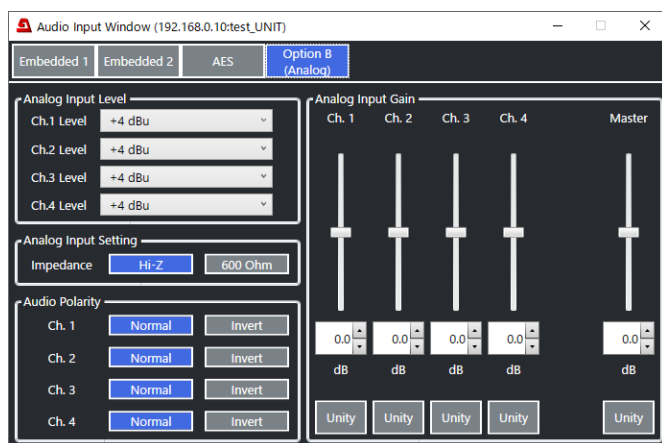 Audio Input Window (192.168.0.10:test_UNIT)
Embedded 1 Embedded 2 AES Option B
(Analog)
Analog Input Level
Ch.1 Level +4 dBu
Ch.2 Level +4 dBu
Ch.3 Level +4 dBu
Ch.4 Level +4 dBu
Analog Input Setting
Impedance Hi-Z 600 Ohm
Audio Polarity
Ch. 1 Normal Invert
Ch. 2 Normal Invert
Ch. 3 Normal Invert
Ch. 4 Normal Invert
Analog Input Gain
Ch. 1 Ch. 2 Ch. 3 Ch. 4 Master
0.0 0.0 0.0 0.0 0.0
dB dB dB dB dB
Unity Unity Unity Unity Unity